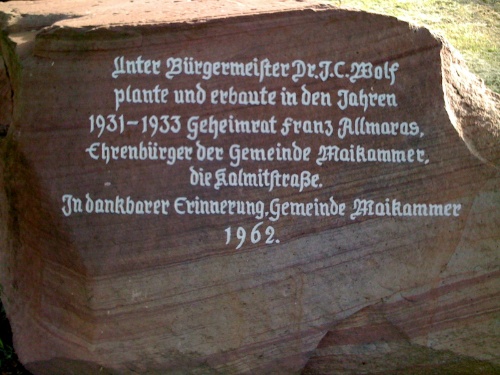 Unter Bürgermeister Dr. J. C. Wolf
plante und erbaute in den Jahren
1931-1933 Geheimrat Franz Allmaras,
Ehrenbürger der Gemeinde Maikammer,
die Kalmitstraße.
In dankbarer Erinnerung. Gemeinde Maikammer
1962.